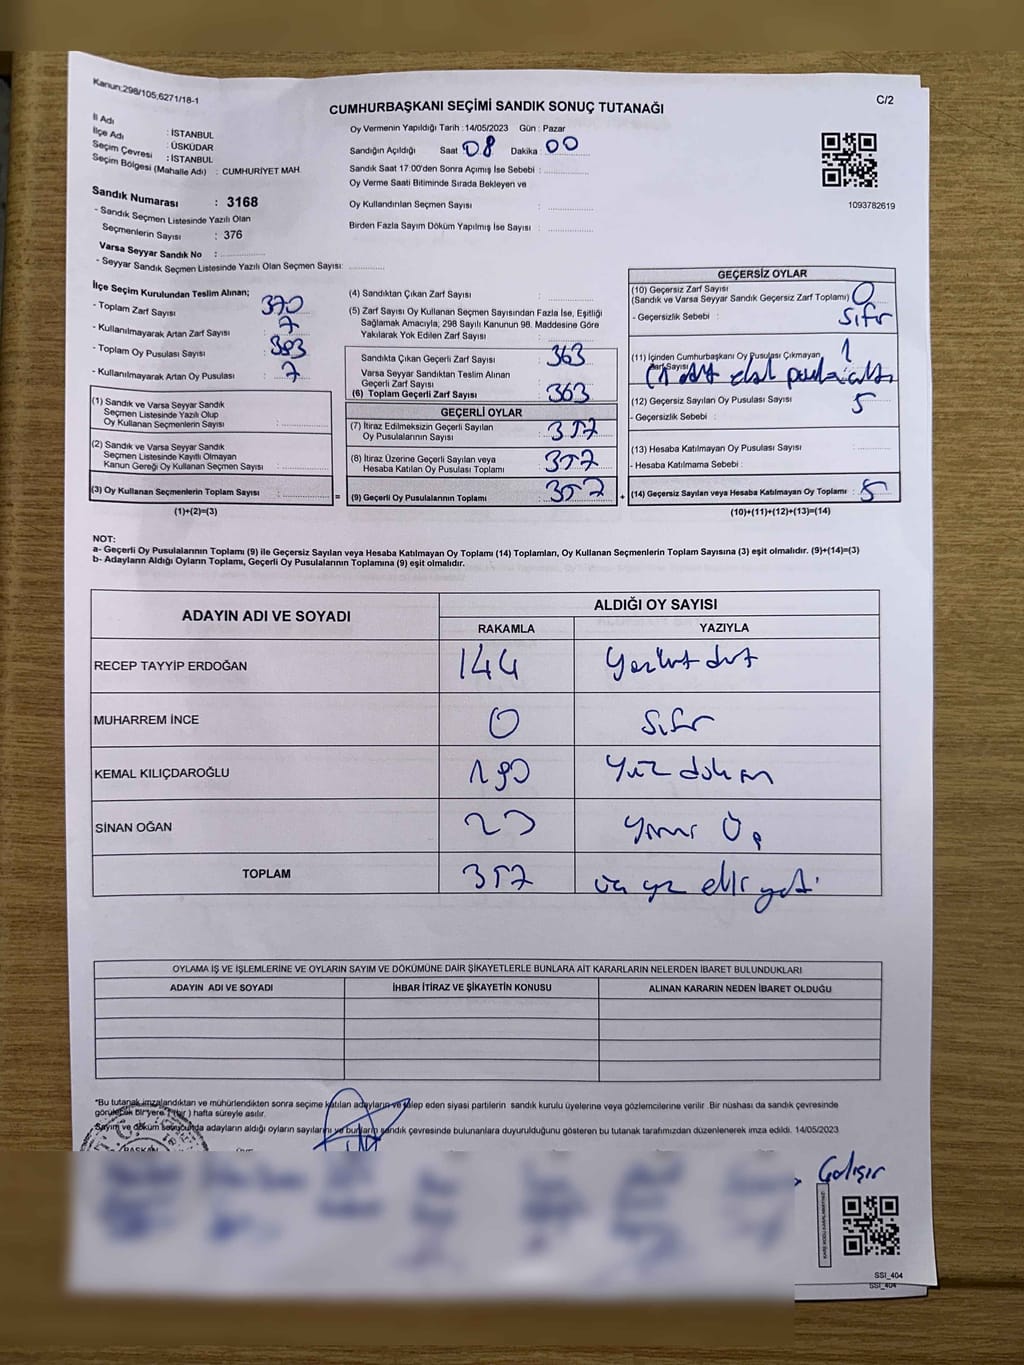 Kanun;298/105;6271/18-1
C/2
CUMHURBAŞKANI SEÇİMİ SANDIK SONUÇ TUTANAĞI
İl Adı : İSTANBUL
İlçe Adı : ÜSKÜDAR
Seçim Çevresi : İSTANBUL
Seçim Bölgesi (Mahalle Adı) : CUMHURİYET MAH.
Sandık Numarası : 3168
- Sandık Seçmen Listesinde Yazılı Olan
Seçmenlerin Sayısı : 376
Varsa Seyyar Sandık No :
- Seyyar Sandık Seçmen Listesinde Yazılı Olan Seçmen Sayısı:
Oy Vermenin Yapıldığı Tarih : 14/05/2023 Gün : Pazar
Sandığın Açıldığı Saat 08 Dakika : 00
Sandık Saat 17:00'den Sonra Açımış İse Sebebi :
Oy Verme Saati Bitiminde Sırada Bekleyen ve
Oy Kullandırılan Seçmen Sayısı :
Birden Fazla Sayım Döküm Yapılmış İse Sayısı :
1093782619
İlçe Seçim Kurulundan Teslim Alınan;
- Toplam Zarf Sayısı 370
- Kullanılmayarak Artan Zarf Sayısı 7
- Toplam Oy Pusulası Sayısı 383
- Kullanılmayarak Artan Oy Pusulası : 7
(1) Sandık ve Varsa Seyyar Sandık
Seçmen Listesinde Yazılı Olup
Oy Kullanan Seçmenlerin Sayısı :
(2) Sandık ve Varsa Seyyar Sandık
Seçmen Listesinde Kayıtlı Olmayan
Kanun Gereği Oy Kullanan Seçmen Sayısı :
(3) Oy Kullanan Seçmenlerin Toplam Sayısı :
(1)+(2)=(3)
(4) Sandıktan Çıkan Zarf Sayısı :
(5) Zarf Sayısı Oy Kullanan Seçmen Sayısından Fazla İse, Eşitliği
Sağlamak Amacıyla; 298 Sayılı Kanunun 98. Maddesine Göre
Yakılarak Yok Edilen Zarf Sayısı :
Sandıkta Çıkan Geçerli Zarf Sayısı : 363
Varsa Seyyar Sandıktan Teslim Alınan
Geçerli Zarf Sayısı :
(6) Toplam Geçerli Zarf Sayısı : 363
GEÇERLİ OYLAR
(7) İtiraz Edilmeksizin Geçerli Sayılan
Oy Pusulalarının Sayısı : 357
(8) İtiraz Üzerine Geçerli Sayılan veya
Hesaba Katılan Oy Pusulası Toplamı : 357
= (9) Geçerli Oy Pusulalarının Toplamı : 357
GEÇERSİZ OYLAR
(10) Geçersiz Zarf Sayısı
(Sandık ve Varsa Seyyar Sandık Geçersiz Zarf Toplamı) 0
- Geçersizlik Sebebi : Sıfır
(11) İçinden Cumhurbaşkanı Oy Pusulası Çıkmayan 1
Zarf Sayısı
(12) Geçersiz Sayılan Oy Pusulası Sayısı 5
- Geçersizlik Sebebi :
(13) Hesaba Katılmayan Oy Pusulası Sayısı
- Hesaba Katılmama Sebebi :
+ (14) Geçersiz Sayılan veya Hesaba Katılmayan Oy Toplamı : 5
(10)+(11)+(12)+(13)=(14)
NOT:
a- Geçerli Oy Pusulalarının Toplamı (9) ile Geçersiz Sayılan veya Hesaba Katılmayan Oy Toplamı (14) Toplamları, Oy Kullanan Seçmenlerin Toplam Sayısına (3) eşit olmalıdır. (9)+(14)=(3)
b- Adayların Aldığı Oyların Toplamı, Geçerli Oy Pusulalarının Toplamına (9) eşit olmalıdır.
ADAYIN ADI VE SOYADI ALDIĞI OY SAYISI
RAKAMLA YAZIYLA
RECEP TAYYİP ERDOĞAN 144 Yüzkırk dört
MUHARREM İNCE 0 Sıfır
KEMAL KILIÇDAROĞLU 190 Yüz doksan
SİNAN OĞAN 23 Yirmi Üç
TOPLAM 357 üç yüz elli yedi
OYLAMA İŞ VE İŞLEMLERİNE VE OYLARIN SAYIM VE DÖKÜMÜNE DAİR ŞİKAYETLERLE BUNLARA AİT KARARLARIN NELERDEN İBARET BULUNDUKLARI
ADAYIN ADI VE SOYADI İHBAR İTİRAZ VE ŞİKAYETİN KONUSU ALINAN KARARIN NEDEN İBARET OLDUĞU
*Bu tutanak imzalandıktan ve mühürlendikten sonra seçime katılan adayların ve talep eden siyasi partilerin sandık kurulu üyelerine veya gözlemcilerine verilir. Bir nüshası da sandık çevresinde
görülebilecek bir yere 1 (bir) hafta süreyle asılır.
Sayım ve döküm sonucunda adayların aldığı oyların sayılarını ve bunların sandık çevresinde bulunanlara duyurulduğunu gösteren bu tutanak tarafımızdan düzenlenerek imza edildi. 14/05/2023
BAŞKAN
Çalışır
SSİ_404
SSİ_404